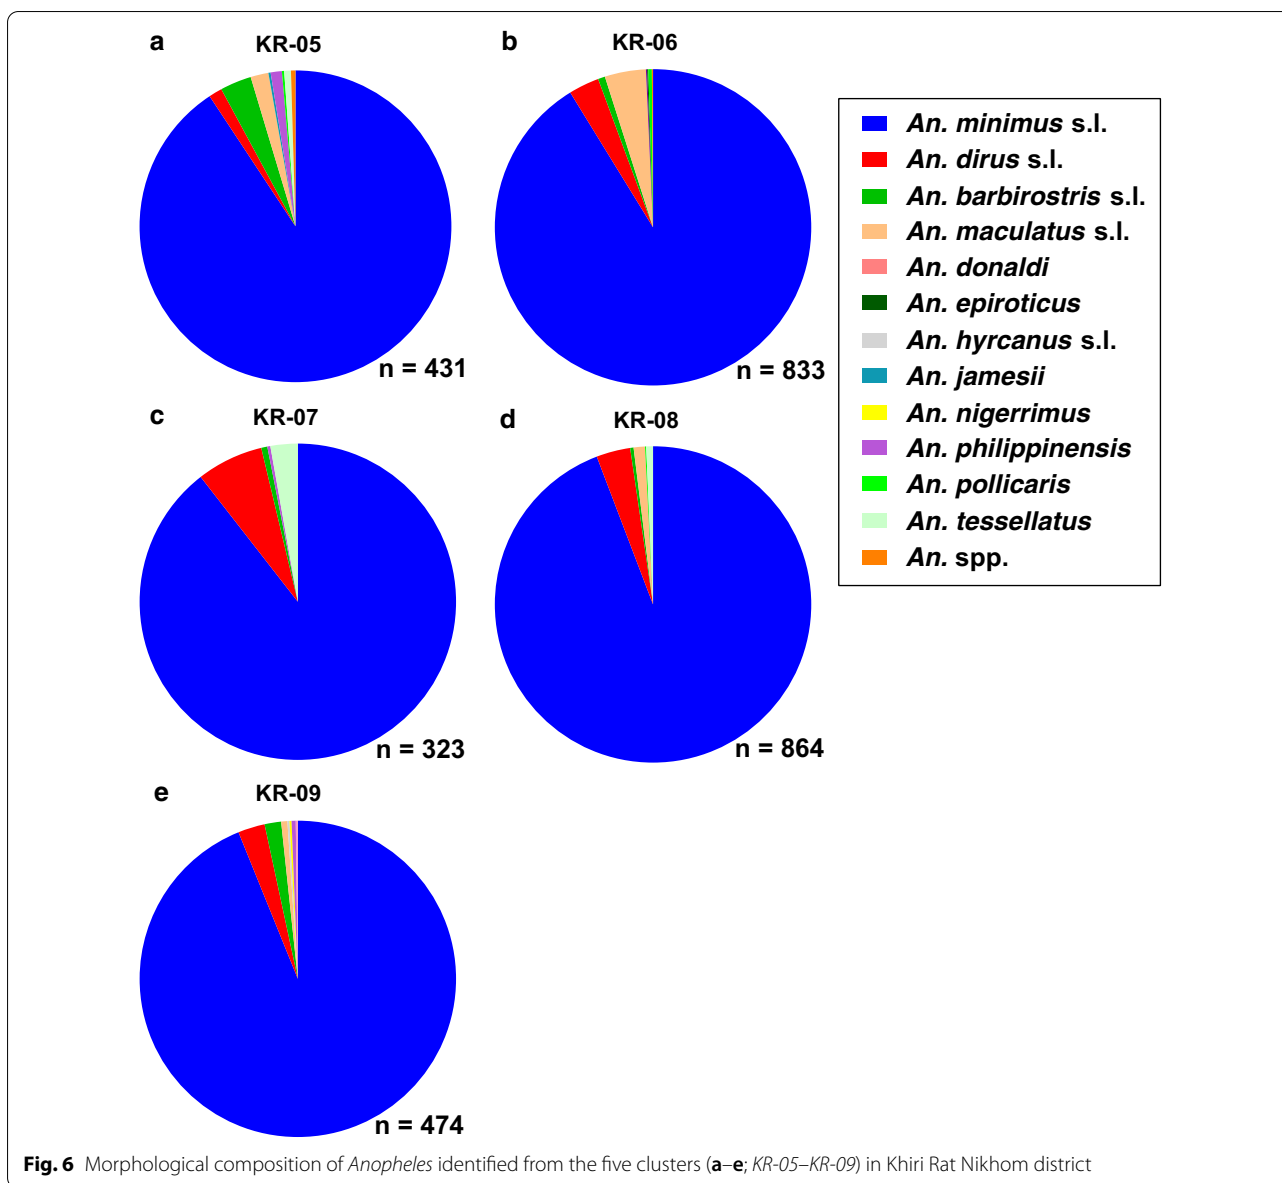 a
KR-05
n = 431
b
KR-06
n = 833
An. minimus s.l.
An. dirus s.l.
An. barbirostris s.l.
An. maculatus s.l.
An. donaldi
An. epiroticus
An. hyrcanus s.l.
An. jamesii
An. nigerrimus
An. philippinensis
An. pollicaris
An. tessellatus
An. spp.
c
KR-07
n = 323
d
KR-08
n = 864
e
KR-09
n = 474
Fig. 6 Morphological composition of Anopheles identified from the five clusters (a–e; KR-05–KR-09) in Khiri Rat Nikhom district